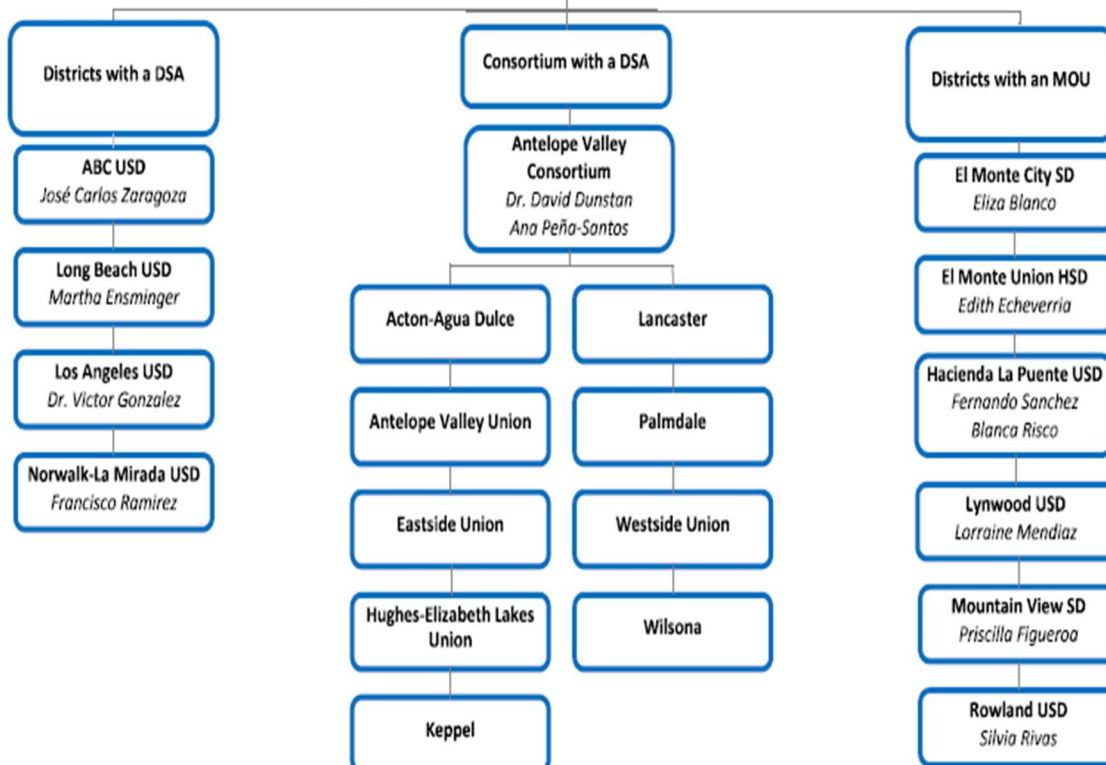 Districts with a DSA
ABC USD
José Carlos Zaragoza
Long Beach USD
Martha Ensminger
Los Angeles USD
Dr. Victor Gonzalez
Norwalk-La Mirada USD
Francisco Ramirez
Consortium with a DSA
Antelope Valley
Consortium
Dr. David Dunstan
Ana Peña-Santos
Acton-Agua Dulce
Antelope Valley Union
Eastside Union
Hughes-Elizabeth Lakes
Union
Keppel
Lancaster
Palmdale
Westside Union
Wilsona
Districts with an MOU
El Monte City SD
Eliza Blanco
El Monte Union HSD
Edith Echeverria
Hacienda La Puente USD
Fernando Sanchez
Blanca Risco
Lynwood USD
Lorraine Mendiaz
Mountain View SD
Priscilla Figueroa
Rowland USD
Silvia Rivas